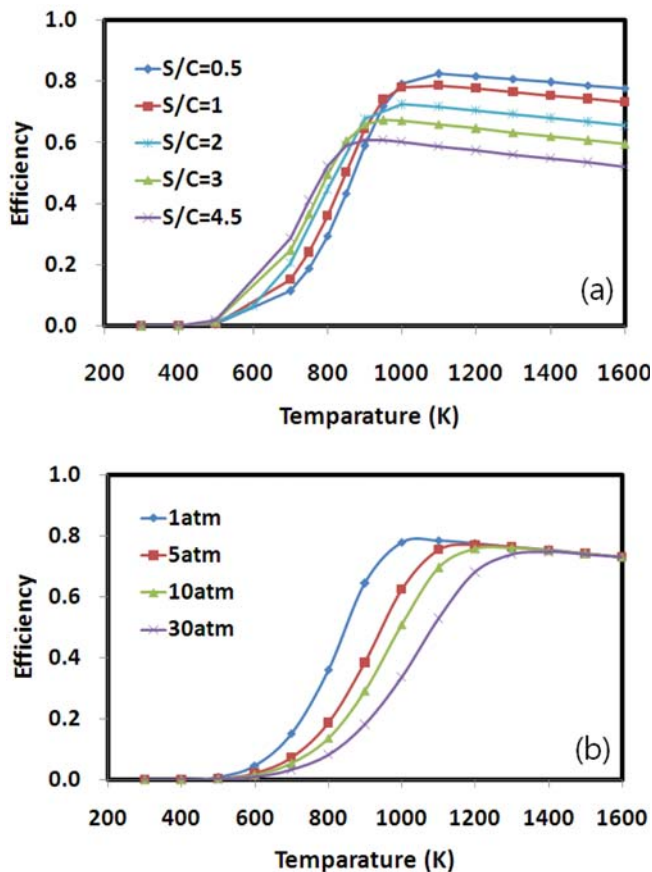 1.0
0.8
0.6
0.4
0.2
0.0
Efficiency
S/C=0.5
S/C=1
S/C=2
S/C=3
S/C=4.5
(a)
200 400 600 800 1000 1200 1400 1600
Temparature (K)
1.0
0.8
0.6
0.4
0.2
0.0
Efficiency
1atm
5atm
10atm
30atm
(b)
200 400 600 800 1000 1200 1400 1600
Temparature (K)